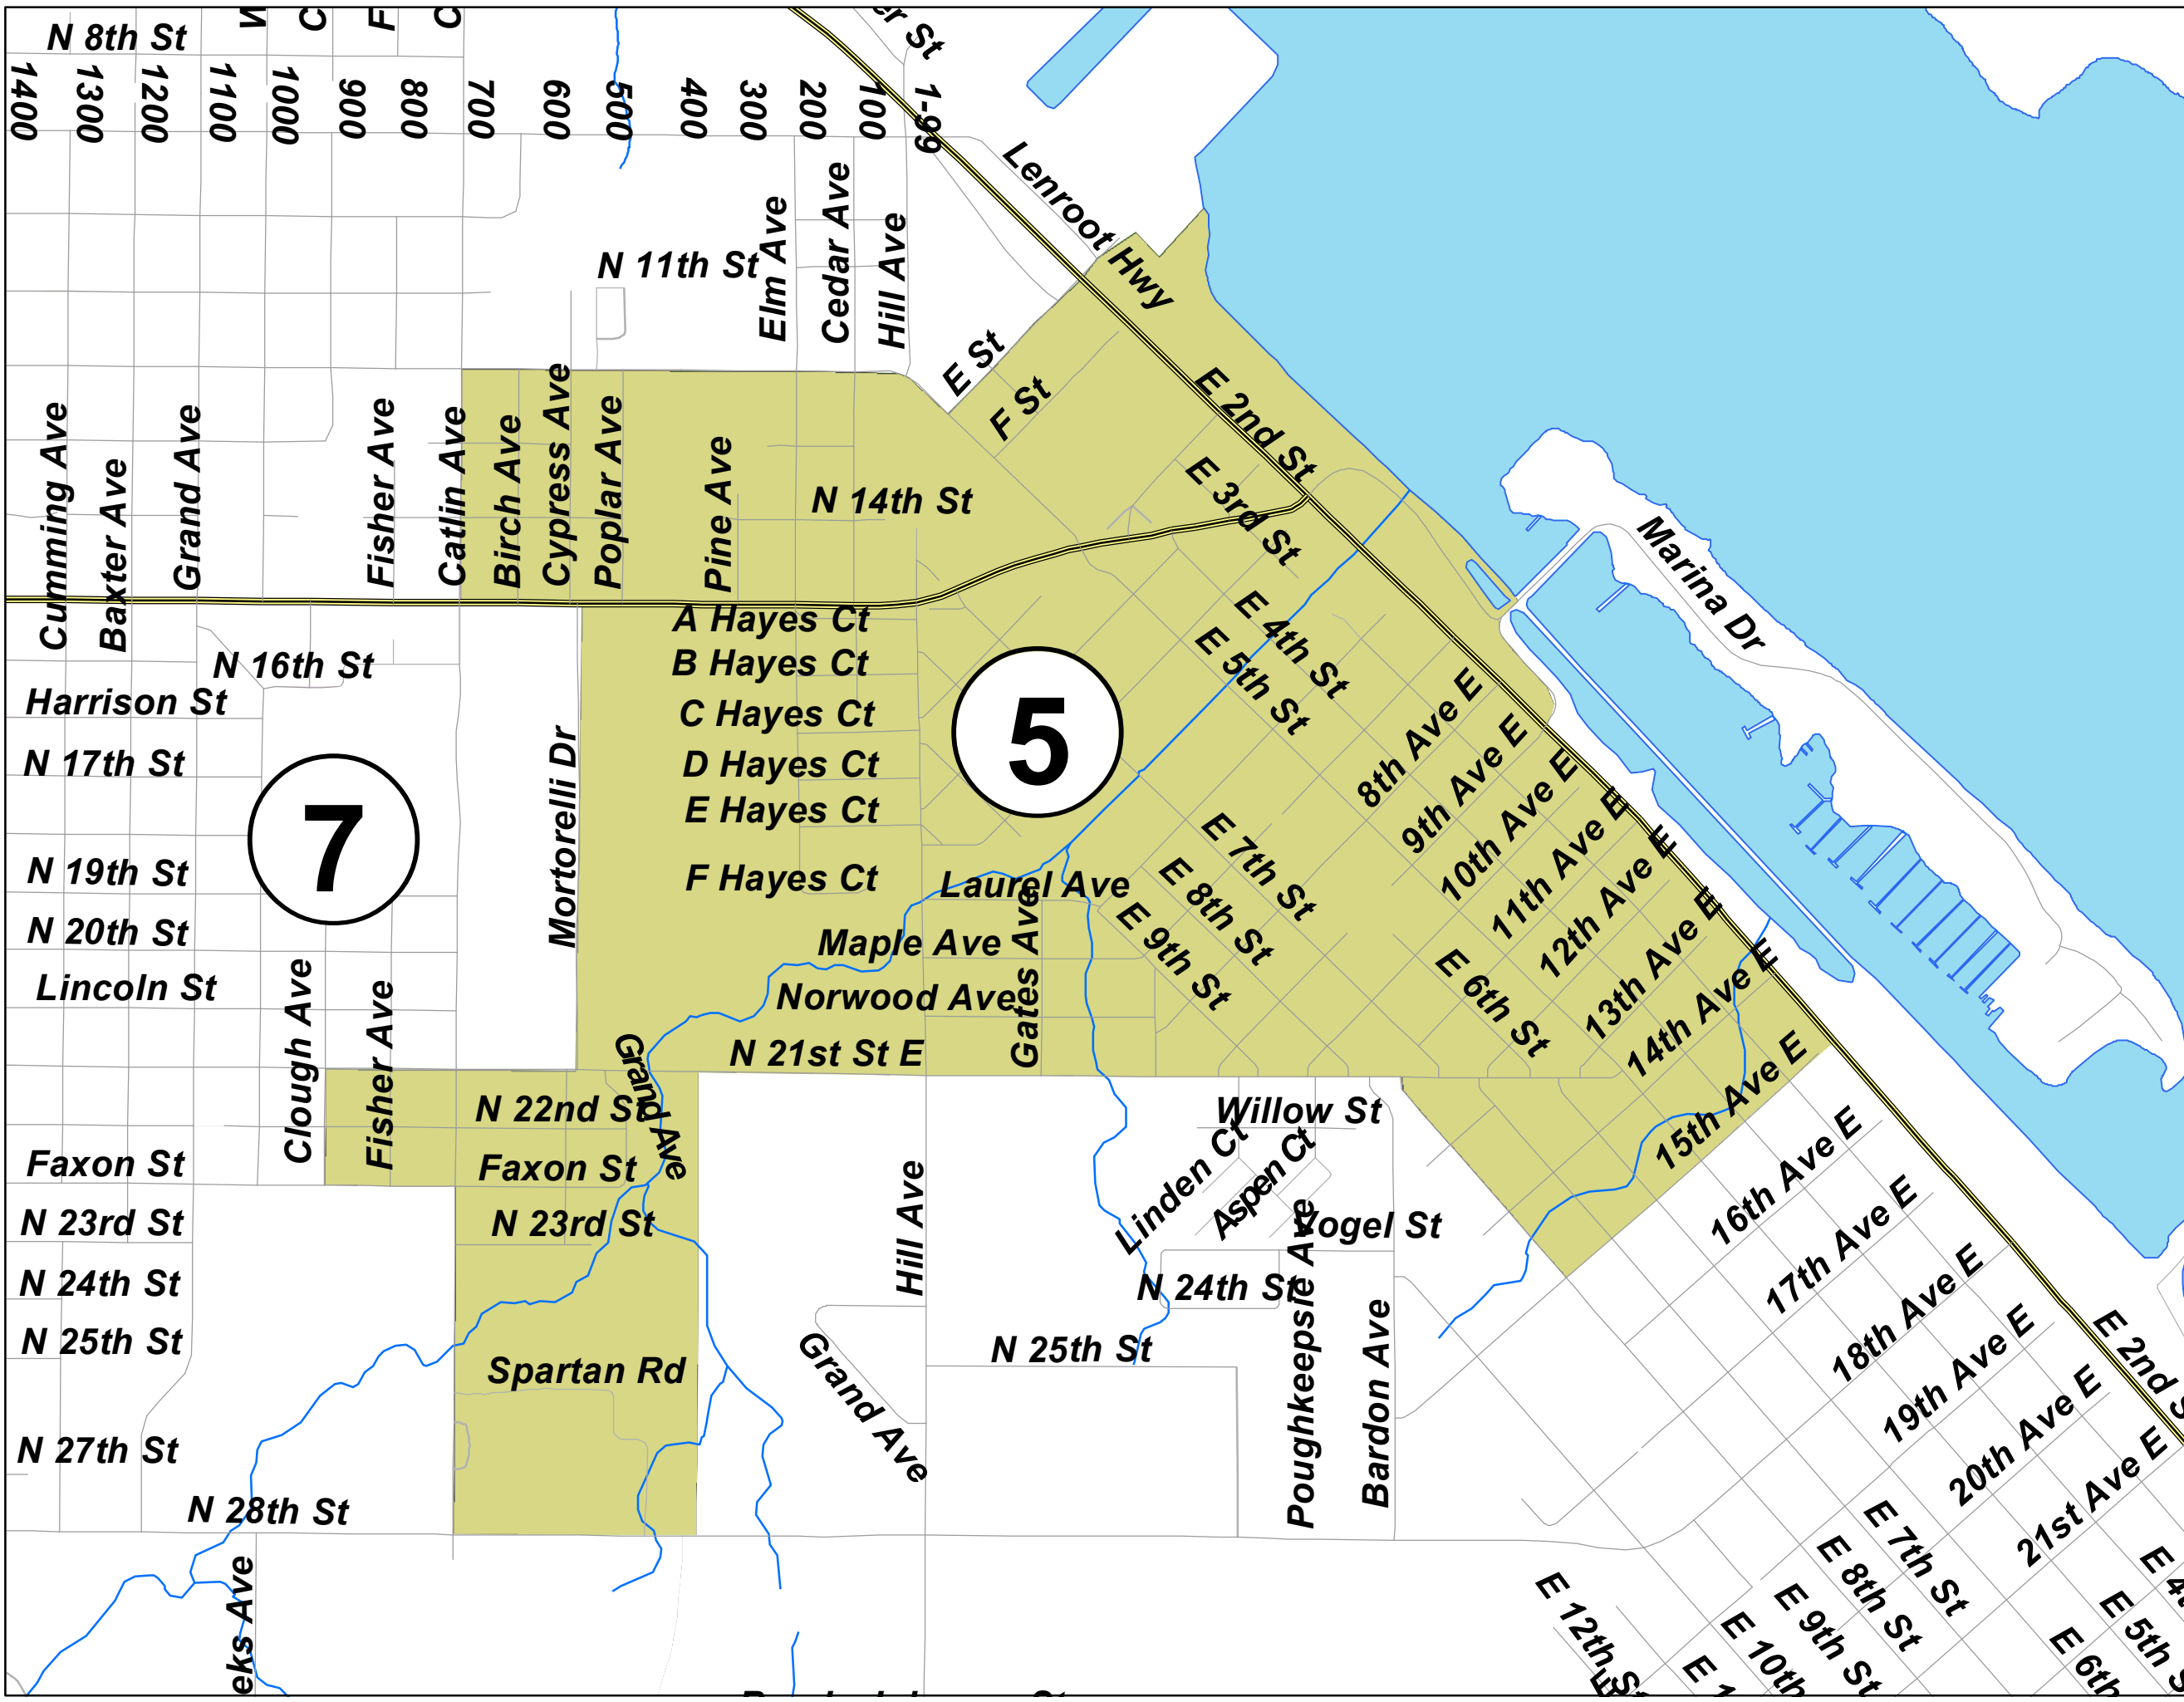 N 8th St
1400
1300
1200
1100
1000
900
800
700
600
500
400
300
200
100
1-99
Lenroot Hwy
N 11th St
Elm Ave
Cedar Ave
Hill Ave
E St
F St
E 2nd St
Cumming Ave
Baxter Ave
Grand Ave
Fisher Ave
Catlin Ave
Birch Ave
Cypress Ave
Poplar Ave
Pine Ave
N 14th St
E 3rd St
Marina Dr
A Hayes Ct
B Hayes Ct
C Hayes Ct
D Hayes Ct
E Hayes Ct
F Hayes Ct
E 4th St
E 5th St
N 16th St
Harrison St
N 17th St
N 19th St
N 20th St
Lincoln St
7
5
Mortorelli Dr
8th Ave E
9th Ave E
10th Ave E
11th Ave E
12th Ave E
13th Ave E
14th Ave E
15th Ave E
E 7th St
E 8th St
E 9th St
E 6th St
Laurel Ave
Maple Ave
Norwood Ave
Gates Ave
N 21st St E
Clough Ave
Fisher Ave
Grand Ave
N 22nd St
Faxon St
Faxon St
N 23rd St
N 23rd St
N 24th St
N 25th St
N 27th St
N 28th St
Spartan Rd
Hill Ave
Grand Ave
Willow St
Linden Ct
Aspen Ct
Vogel St
N 24th St
N 25th St
Poughkeepsie Ave
Bardon Ave
16th Ave E
17th Ave E
18th Ave E
19th Ave E
20th Ave E
21st Ave E
E 2nd S
E 7th St
E 8th St
E 9th St
E 10th
E 12th St
E 5th S
E 6th
eks Ave